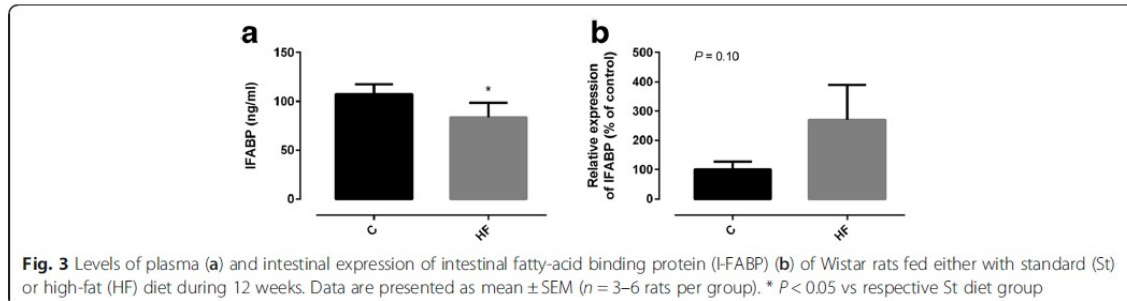 a
b
150
100
50
0
IFABP (ng/ml)
*
C
HF
500
400
300
200
100
0
Relative expression
of IFABP (% of control)
P = 0.10
C
HF
Fig. 3 Levels of plasma (a) and intestinal expression of intestinal fatty-acid binding protein (I-FABP) (b) of Wistar rats fed either with standard (St)
or high-fat (HF) diet during 12 weeks. Data are presented as mean ± SEM (n = 3–6 rats per group). * P < 0.05 vs respective St diet group